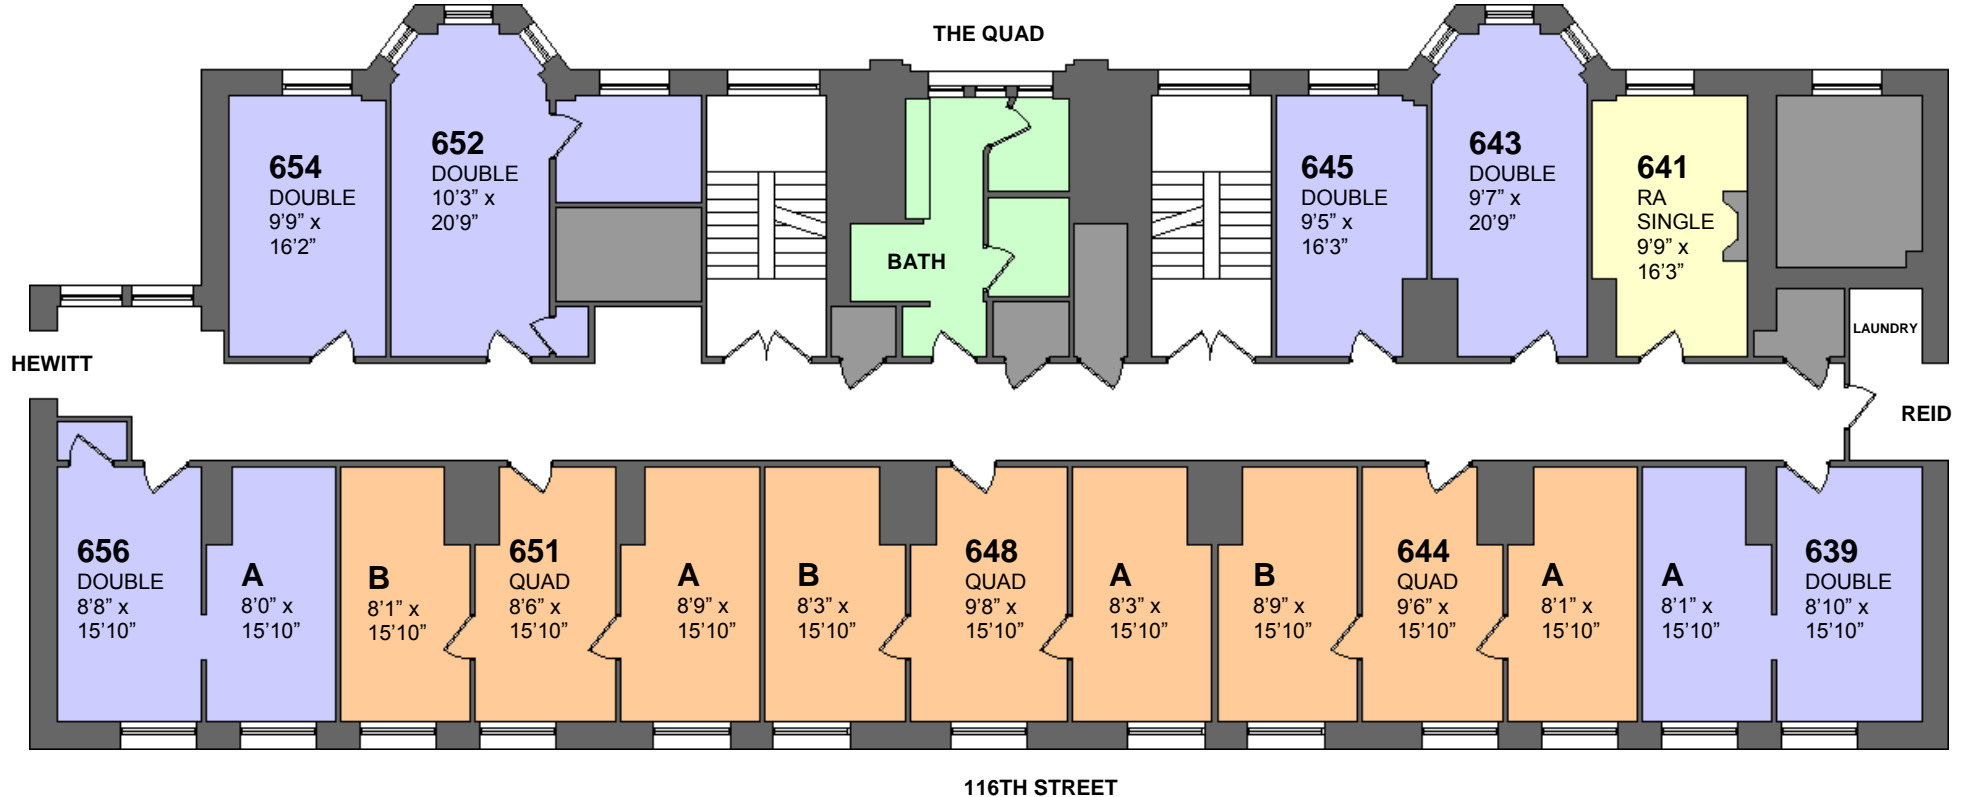 THE QUAD
654
DOUBLE
9’9” x
16’2”
652
DOUBLE
10’3” x
20’9”
BATH
645
DOUBLE
9’5” x
16’3”
643
DOUBLE
9’7” x
20’9”
641
RA
SINGLE
9’9” x
16’3”
LAUNDRY
HEWITT
REID
656
DOUBLE
8’8” x
15’10”
A
8’0” x
15’10”
B
8’1” x
15’10”
651
QUAD
8’6” x
15’10”
A
8’9” x
15’10”
B
8’3” x
15’10”
648
QUAD
9’8” x
15’10”
A
8’3” x
15’10”
B
8’9” x
15’10”
644
QUAD
9’6” x
15’10”
A
8’1” x
15’10”
A
8’1” x
15’10”
639
DOUBLE
8’10” x
15’10”
116TH STREET